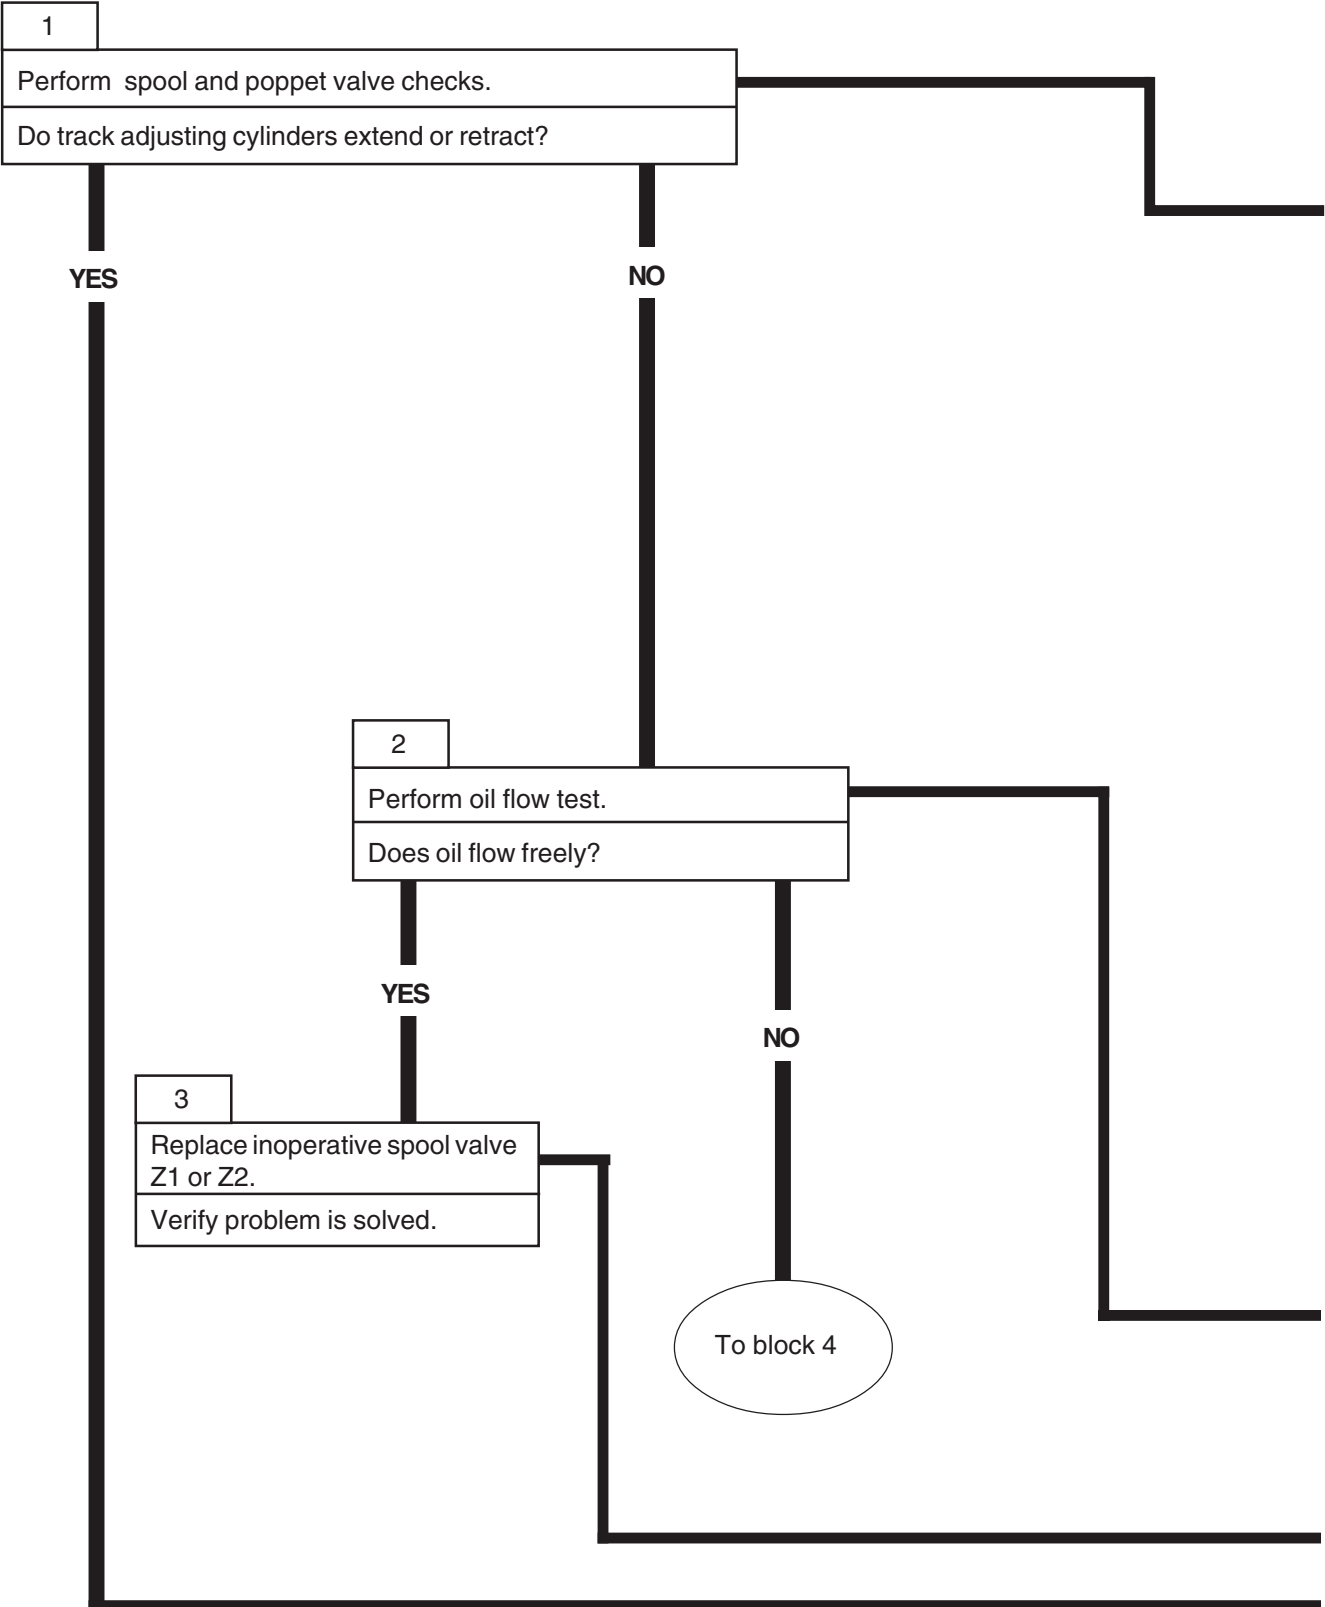 1
Perform spool and poppet valve checks.
Do track adjusting cylinders extend or retract?
YES
NO
2
Perform oil flow test.
Does oil flow freely?
YES
NO
3
Replace inoperative spool valve
Z1 or Z2.
Verify problem is solved.
To block 4